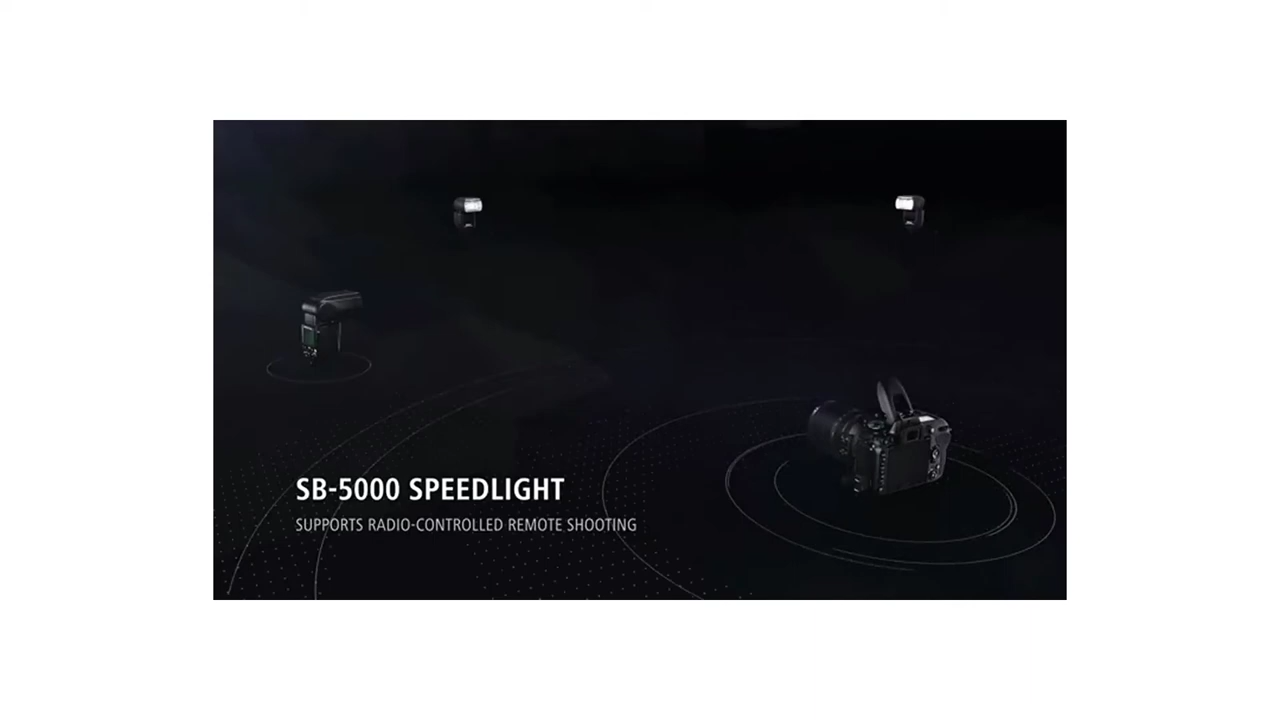 SB-5000 SPEEDLIGHT
SUPPORTS RADIO-CONTROLLED REMOTE SHOOTING